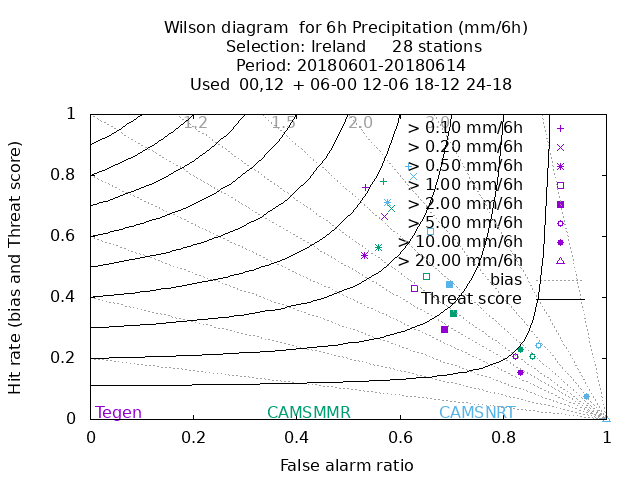 Wilson diagram  for 6h Precipitation (mm/6h)
Selection: Ireland     28 stations
Period: 20180601-20180614
Used  00,12  + 06-00 12-06 18-12 24-18
Hit rate (bias and Threat score)
1
0.8
0.6
0.4
0.2
0
1.2
1.5
2.0
3.0
> 0.10 mm/6h
> 0.20 mm/6h
> 0.50 mm/6h
> 1.00 mm/6h
> 2.00 mm/6h
> 5.00 mm/6h
> 10.00 mm/6h
> 20.00 mm/6h
bias
Threat score
Tegen
CAMSMMR
CAMSNRT
0 0.2 0.4 0.6 0.8 1
False alarm ratio